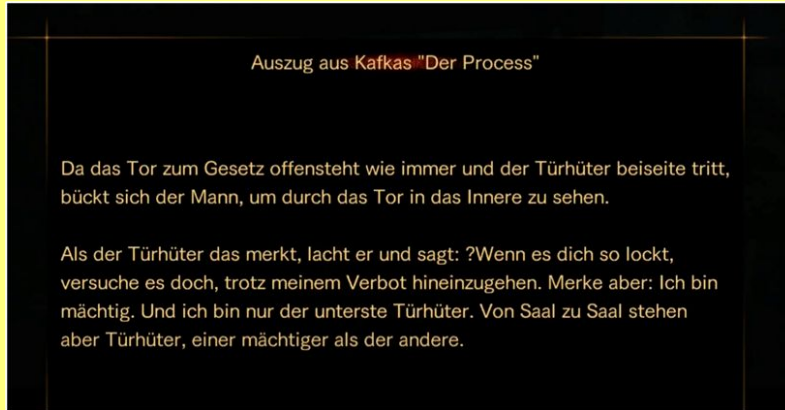 Auszug aus Kafkas "Der Process"
Da das Tor zum Gesetz offensteht wie immer und der Türhüter beiseite tritt,
bückt sich der Mann, um durch das Tor in das Innere zu sehen.
Als der Türhüter das merkt, lacht er und sagt: ?Wenn es dich so lockt,
versuche es doch, trotz meinem Verbot hineinzugehen. Merke aber: Ich bin
mächtig. Und ich bin nur der unterste Türhüter. Von Saal zu Saal stehen
aber Türhüter, einer mächtiger als der andere.